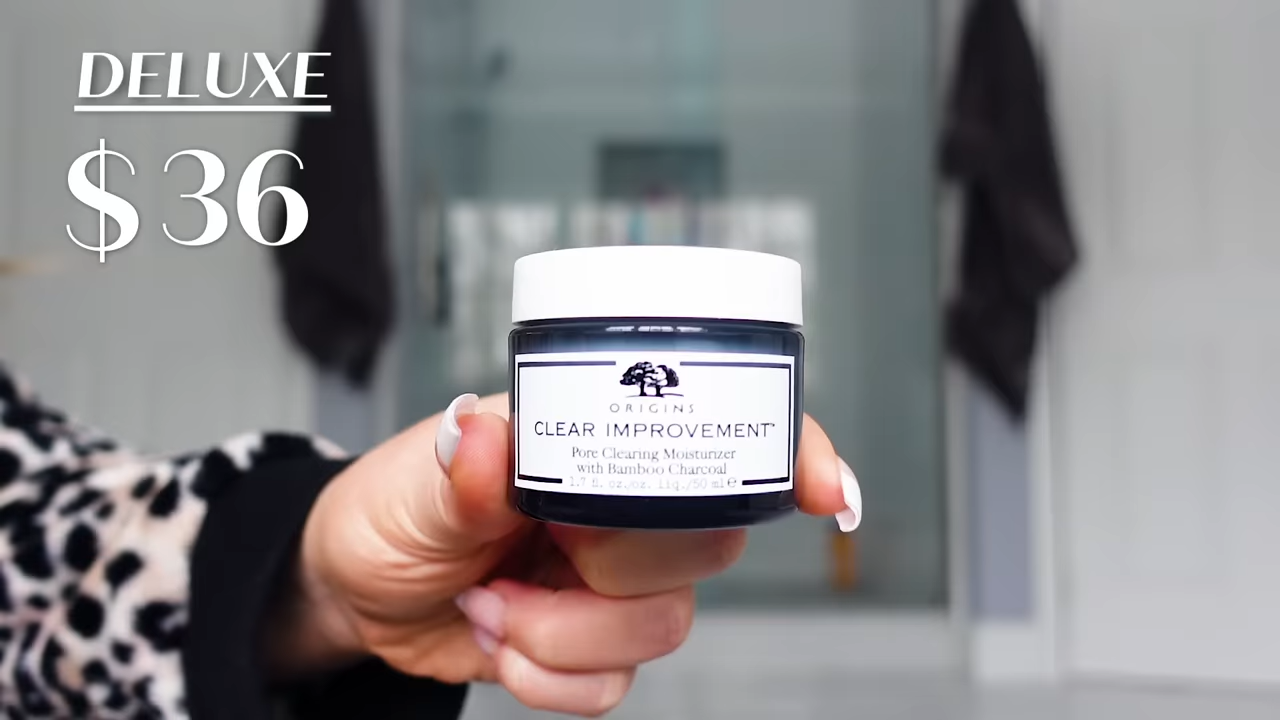 DELUXE
$36
ORIGINS
CLEAR IMPROVEMENT™
Pore Clearing Moisturizer
with Bamboo Charcoal
1.7 fl. oz./oz. liq./50 ml ℮